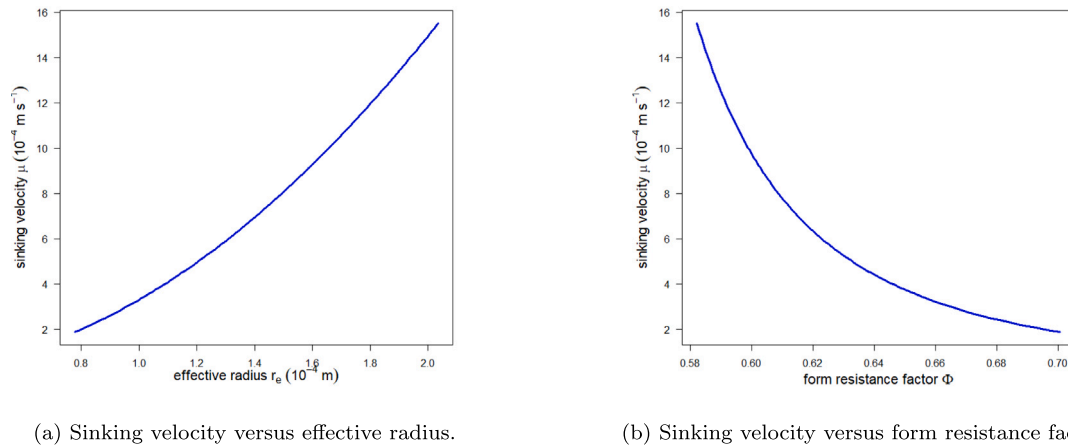 16
14
12
10
8
6
4
2
sinking velocity μ (10⁻⁴ m s⁻¹)
0.8 1.0 1.2 1.4 1.6 1.8 2.0
effective radius rₑ (10⁻⁴ m)
(a) Sinking velocity versus effective radius.
16
14
12
10
8
6
4
2
sinking velocity μ (10⁻⁴ m s⁻¹)
0.58 0.60 0.62 0.64 0.66 0.68 0.70
form resistance factor Φ
(b) Sinking velocity versus form resistance fac